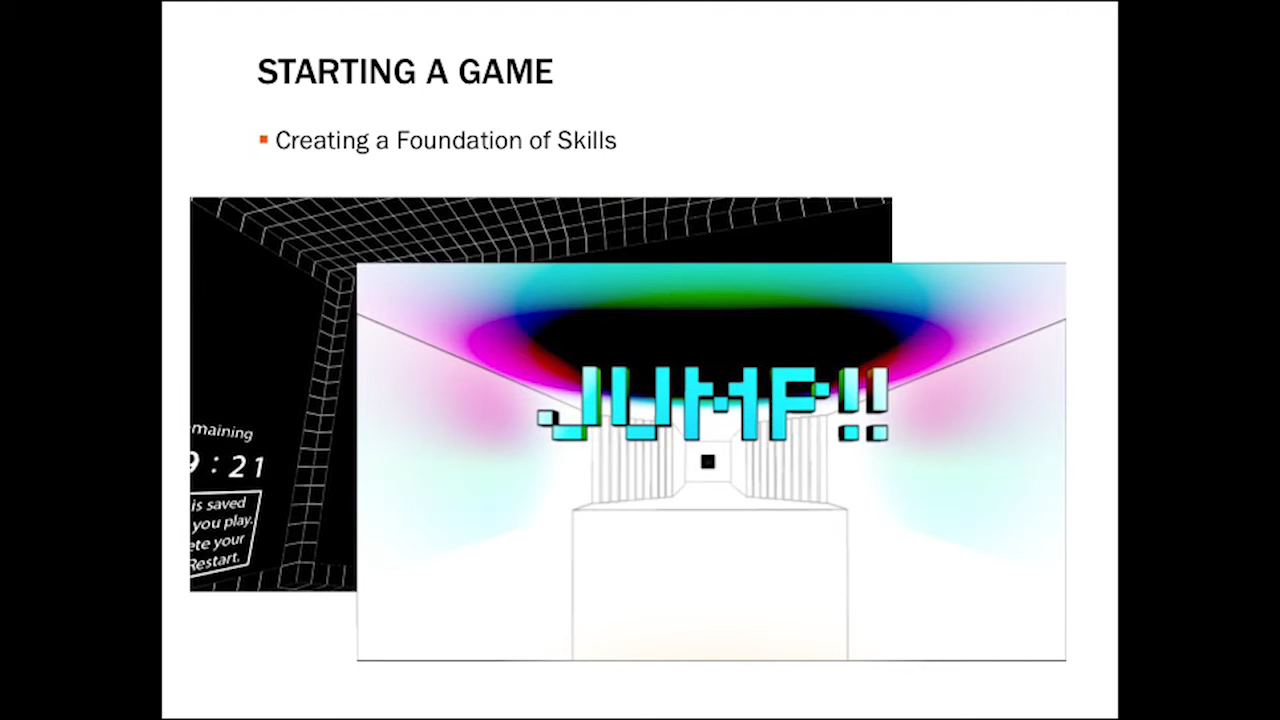 STARTING A GAME
Creating a Foundation of Skills
JUMP!!
maining
9:21
is saved
you play.
ete your
Restart.